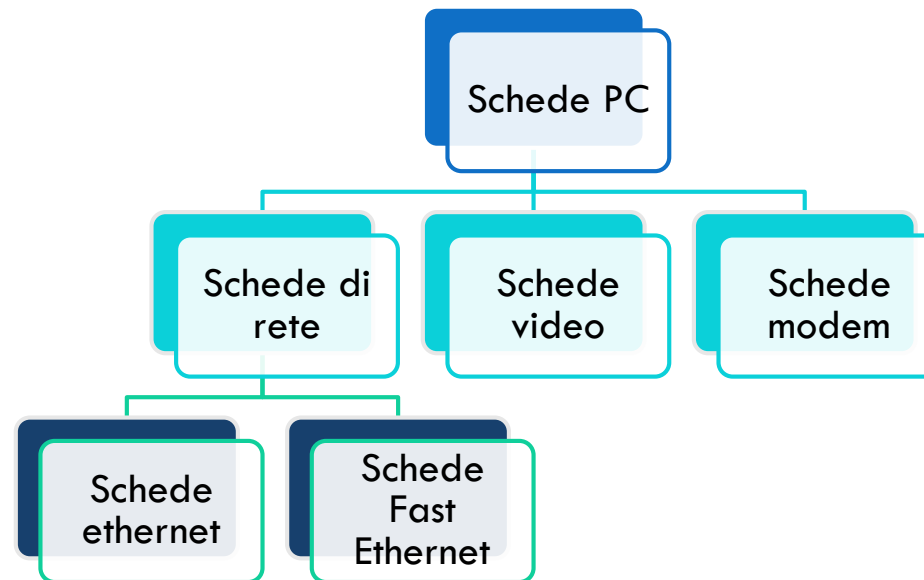 Schede PC
Schede di
rete
Schede
video
Schede
modem
Schede
ethernet
Schede
Fast
Ethernet